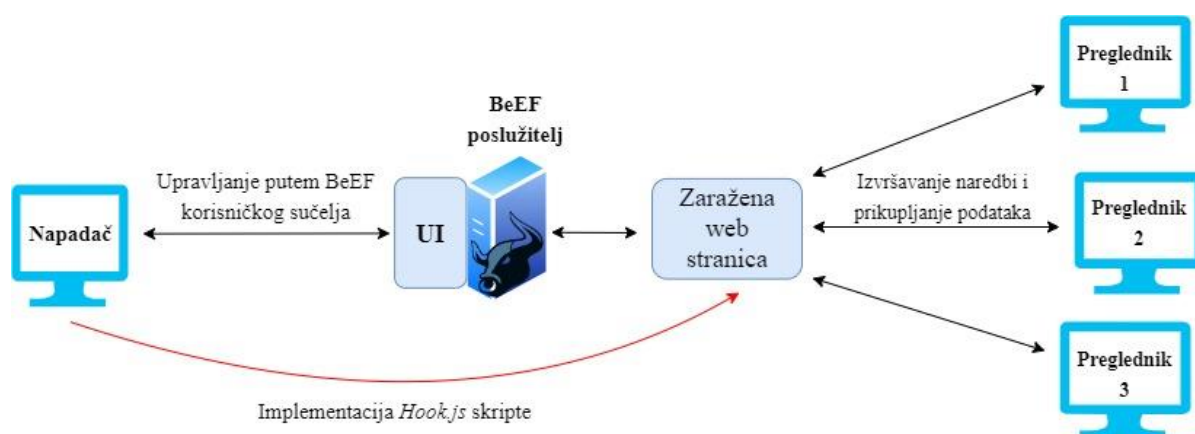 Napadač
Upravljanje putem BeEF
korisničkog sučelja
BeEF
poslužitelj
UI
Zaražena
web
stranica
Izvršavanje naredbi i
prikupljanje podataka
Preglednik
1
Preglednik
2
Preglednik
3
Implementacija Hook.js skripte